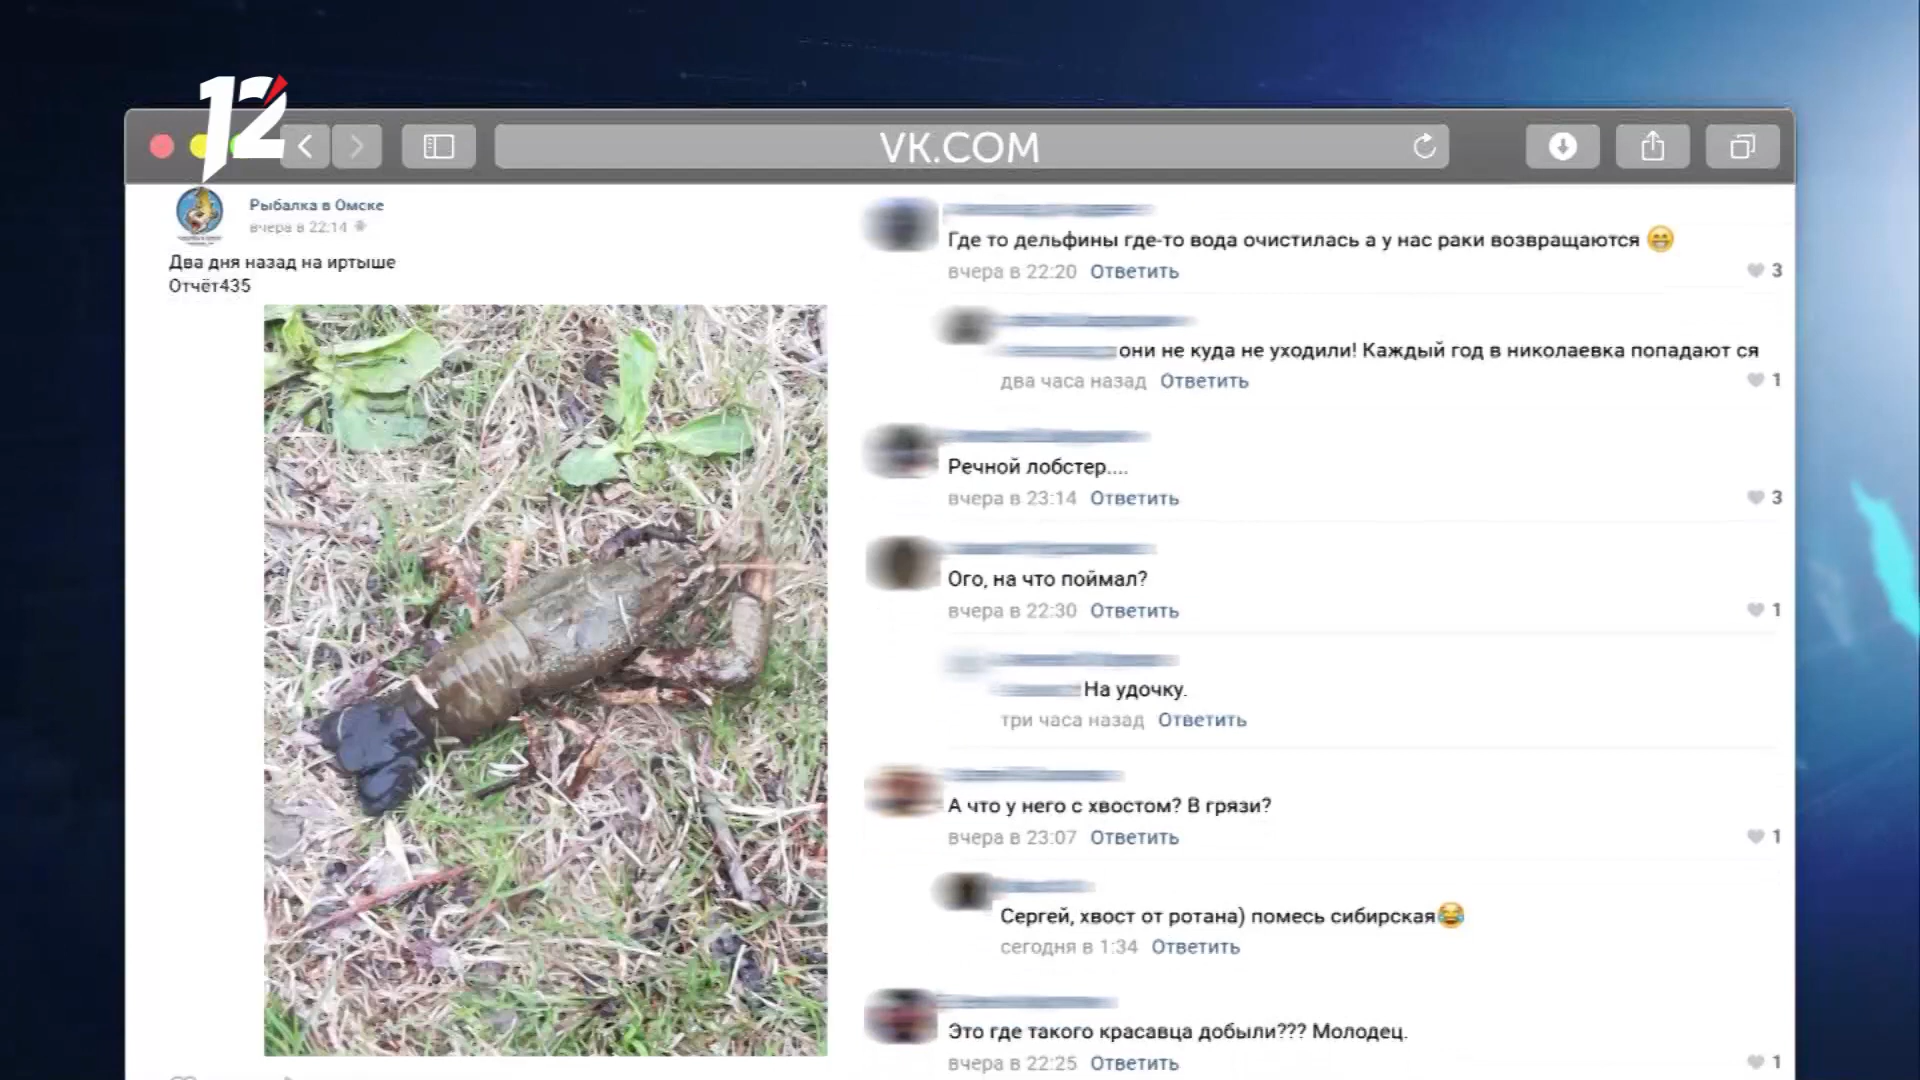 12
VK.COM
Рыбалка в Омске
вчера в 22:14
Два дня назад на иртыше
Отчёт435
Где то дельфины где-то вода очистилась а у нас раки возвращаются
вчера в 22:20 Ответить
3
они не куда не уходили! Каждый год в николаевка попадают ся
два часа назад Ответить
1
Речной лобстер....
вчера в 23:14 Ответить
3
Ого, на что поймал?
вчера в 22:30 Ответить
1
На удочку.
три часа назад Ответить
А что у него с хвостом? В грязи?
вчера в 23:07 Ответить
1
Сергей, хвост от ротана) помесь сибирская
сегодня в 1:34 Ответить
Это где такого красавца добыли??? Молодец.
вчера в 22:25 Ответить
1